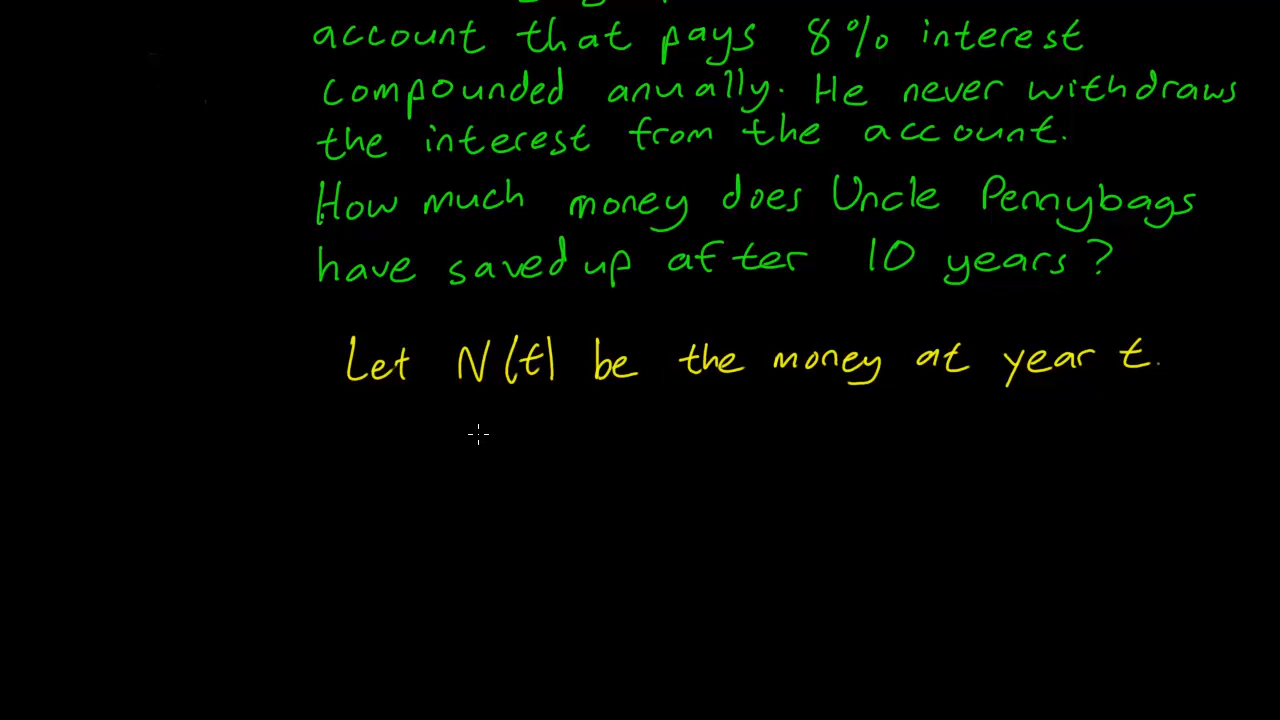 account that pays 8% interest
compounded anually. He never withdraws
the interest from the account.
How much money does Uncle Pennybags
have saved up after 10 years?
Let N(t) be the money at year t.